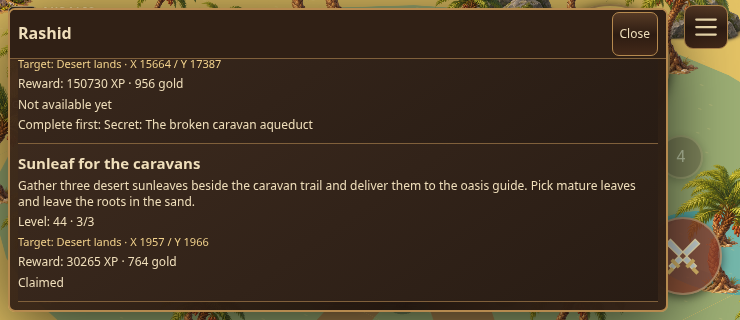 Rashid
Close
Target: Desert lands · X 15664 / Y 17387
Reward: 150730 XP · 956 gold
Not available yet
Complete first: Secret: The broken caravan aqueduct
Sunleaf for the caravans
Gather three desert sunleaves beside the caravan trail and deliver them to the oasis guide. Pick mature leaves
and leave the roots in the sand.
Level: 44 · 3/3
Target: Desert lands · X 1957 / Y 1966
Reward: 30265 XP · 764 gold
Claimed
4